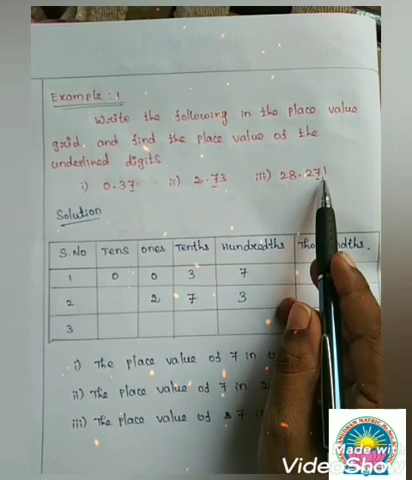 Example : 1
Write the following in the place value
grid and find the place value of the
underlined digits.
i) 0.37 ii) 2.73 iii) 28.271
Solution
S.No Tens Ones Tenths Hundredths
1 0 0 3 7
2 2 7 3
3
i) The place value of 7 in
ii) The place value of 7 in 2
iii) The place value of 7 in
Made with
VideoShow